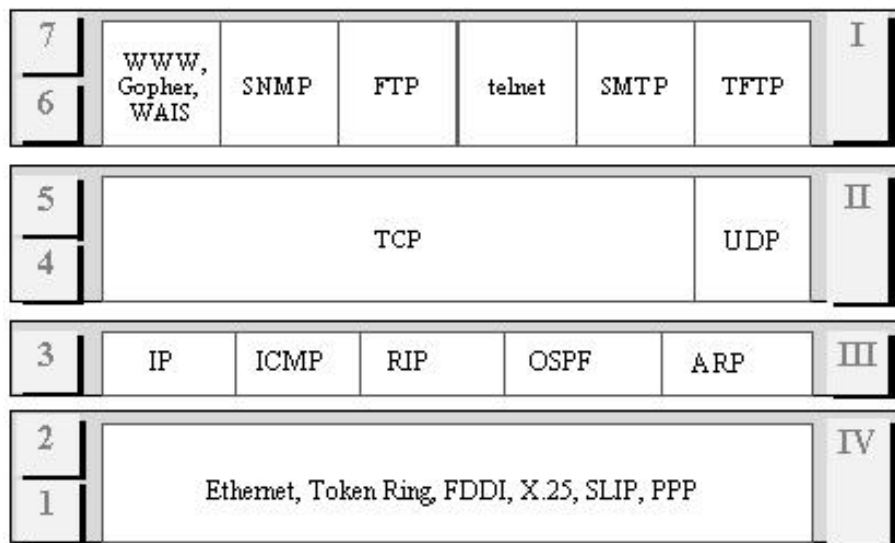 7
6
WWW,
Gopher,
WAIS
SNMP
FTP
telnet
SMTP
TFTP
I
5
4
TCP
UDP
II
3
IP
ICMP
RIP
OSPF
ARP
III
2
1
Ethernet, Token Ring, FDDI, X.25, SLIP, PPP
IV